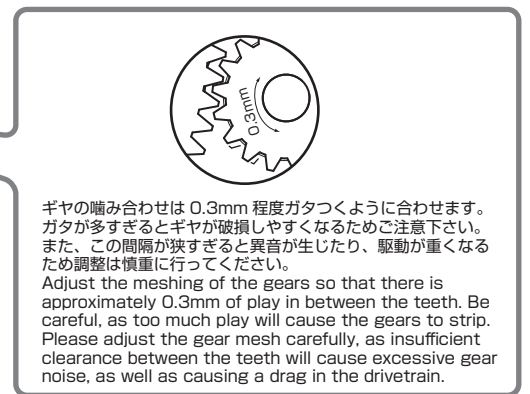 0.3mm
ギヤの噛み合わせは 0.3mm 程度ガタつくように合わせます。
ガタが多すぎるとギヤが破損しやすくなるためご注意下さい。
また、この間隔が狭すぎると異音が生じたり、駆動が重くなる
ため調整は慎重に行ってください。
Adjust the meshing of the gears so that there is
approximately 0.3mm of play in between the teeth. Be
careful, as too much play will cause the gears to strip.
Please adjust the gear mesh carefully, as insufficient
clearance between the teeth will cause excessive gear
noise, as well as causing a drag in the drivetrain.